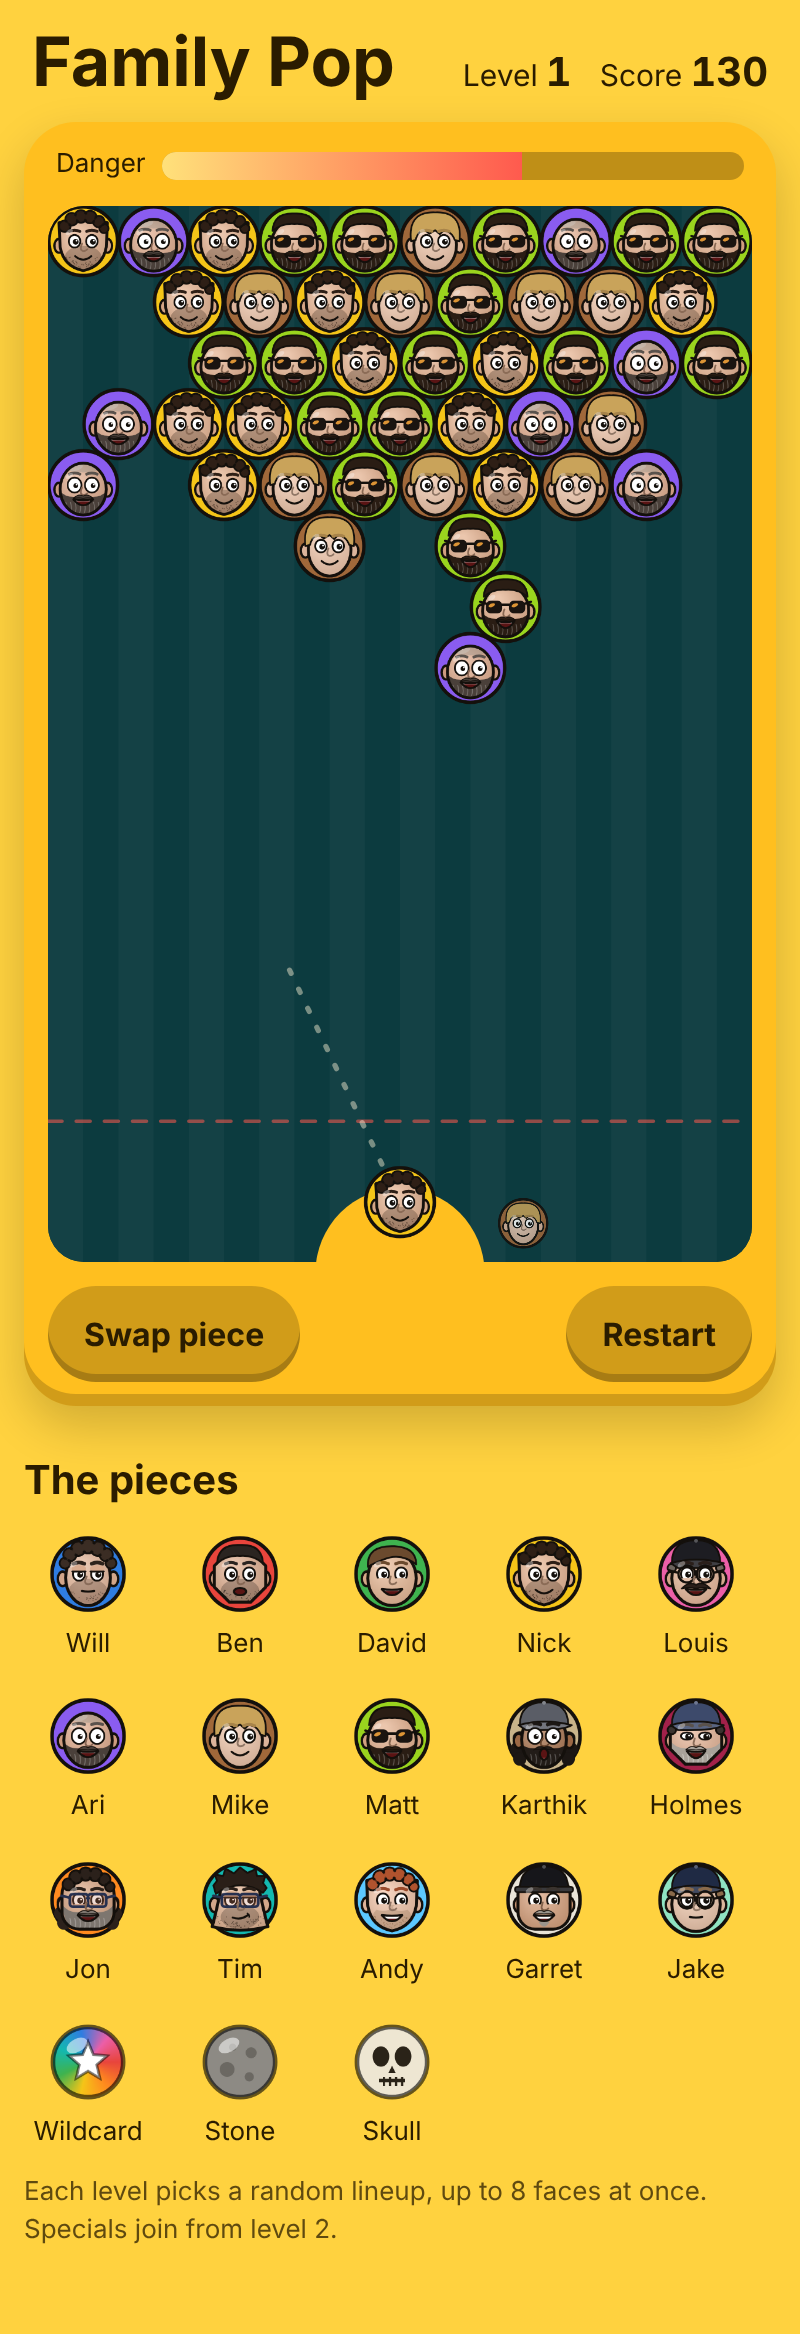 Family Pop
Level 1 Score 130
Danger
Swap piece
Restart
The pieces
Will Ben David Nick Louis
Ari Mike Matt Karthik Holmes
Jon Tim Andy Garret Jake
Wildcard Stone Skull
Each level picks a random lineup, up to 8 faces at once.
Specials join from level 2.